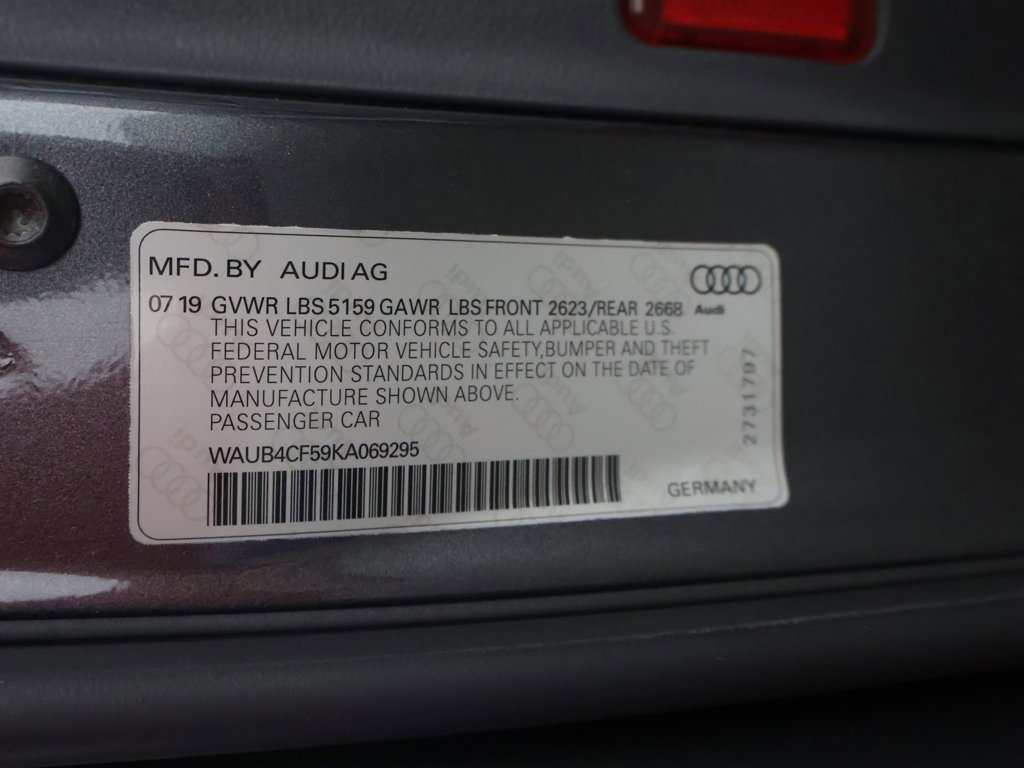 MFD. BY AUDI AG
Audi
07 19 GVWR LBS 5159 GAWR LBS FRONT 2623/REAR 2668
THIS VEHICLE CONFORMS TO ALL APPLICABLE U.S.
FEDERAL MOTOR VEHICLE SAFETY,BUMPER AND THEFT
PREVENTION STANDARDS IN EFFECT ON THE DATE OF
MANUFACTURE SHOWN ABOVE.
PASSENGER CAR
2731797
WAUB4CF59KA069295
GERMANY